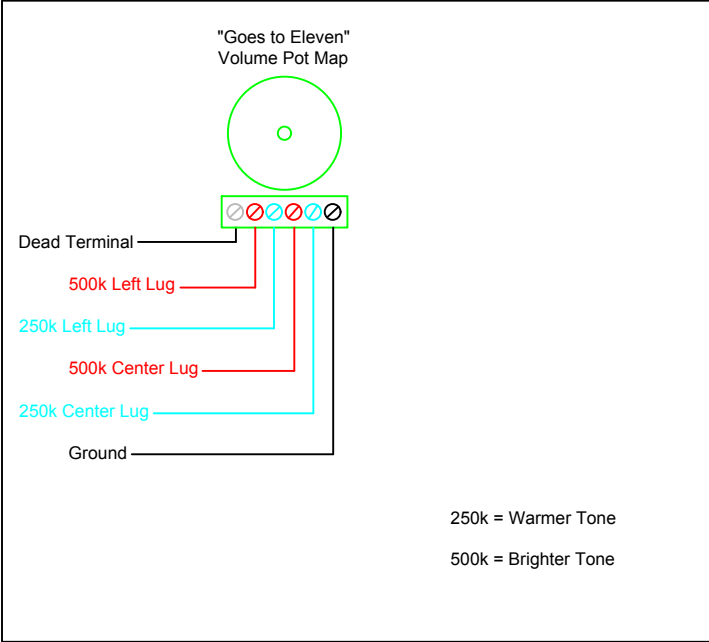 "Goes to Eleven"
Volume Pot Map
Dead Terminal
500k Left Lug
250k Left Lug
500k Center Lug
250k Center Lug
Ground
250k = Warmer Tone
500k = Brighter Tone